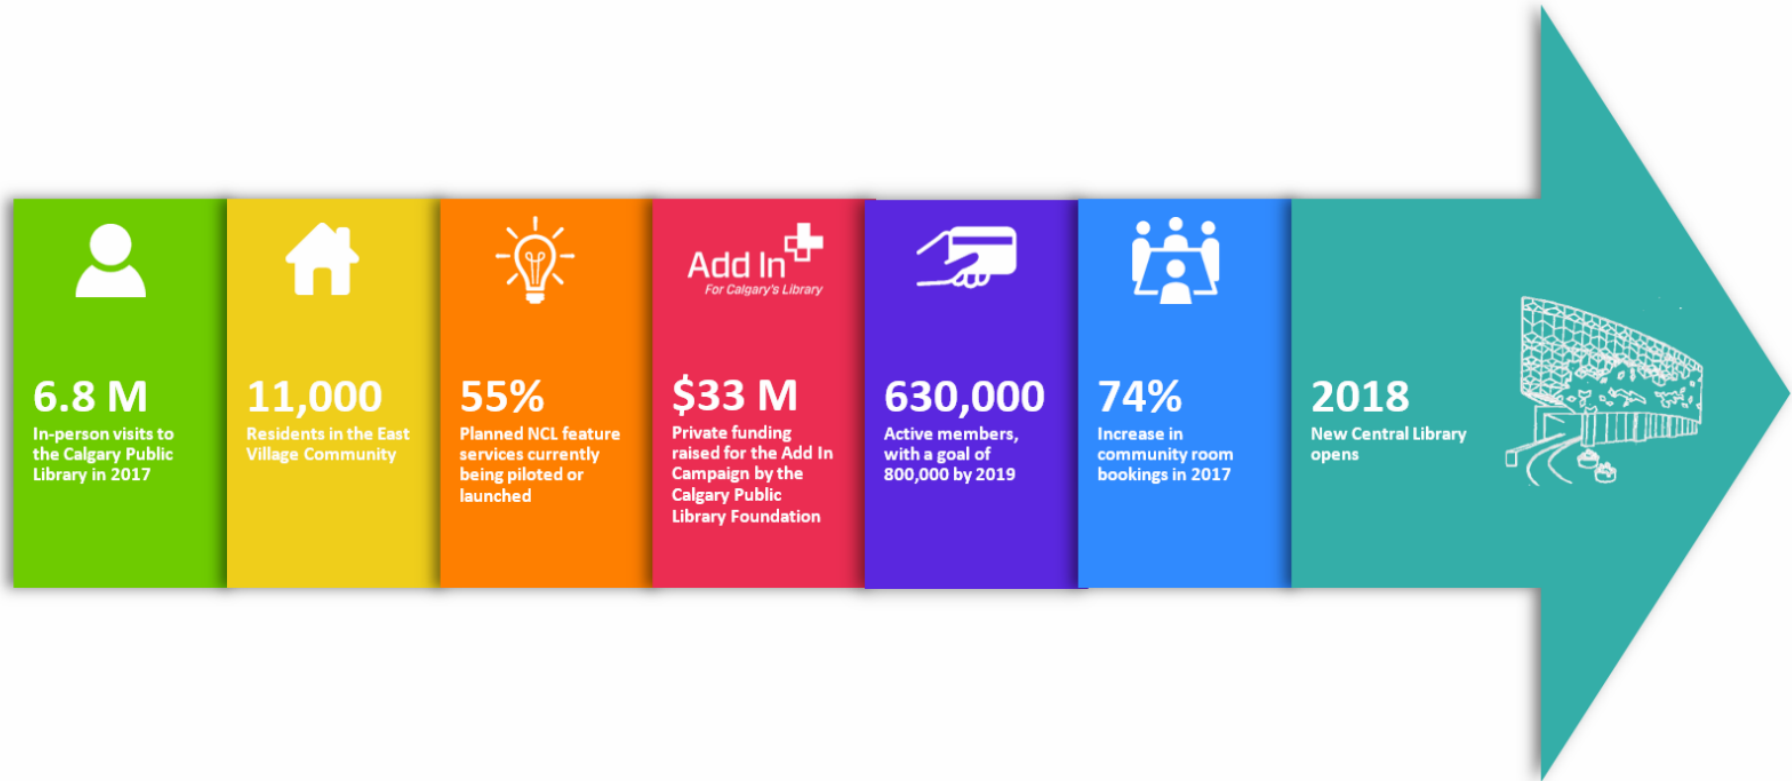 6.8 M
In-person visits to
the Calgary Public
Library in 2017
11,000
Residents in the East
Village Community
55%
Planned NCL feature
services currently
being piloted or
launched
Add In
For Calgary's Library
$33 M
Private funding
raised for the Add In
Campaign by the
Calgary Public
Library Foundation
630,000
Active members,
with a goal of
800,000 by 2019
74%
Increase in
community room
bookings in 2017
2018
New Central Library
opens